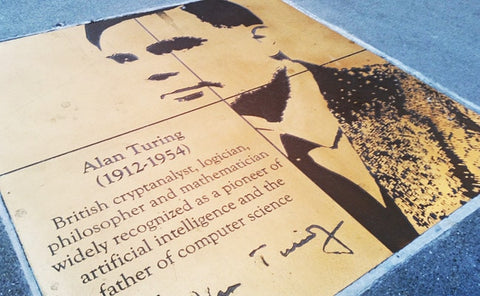 Alan Turing
(1912-1954)
British cryptanalyst, logician,
philosopher and mathematician
widely recognized as a pioneer of
artificial intelligence and the
father of computer science
Turing